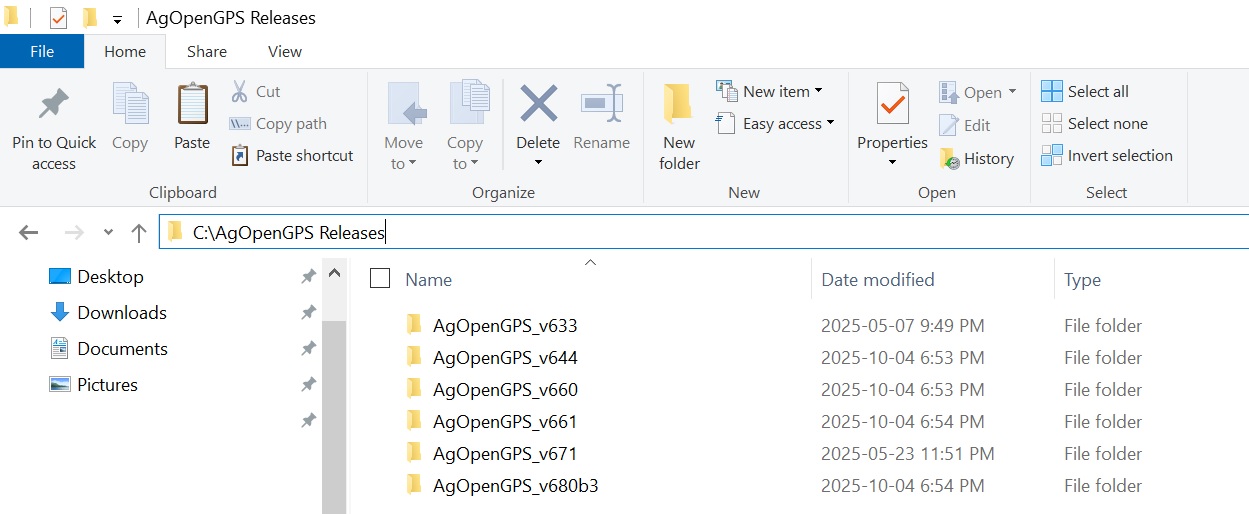 AgOpenGPS Releases
File Home Share View
Pin to Quick access
Copy
Paste
Cut
Copy path
Paste shortcut
Clipboard
Move to
Copy to
Delete
Rename
Organize
New folder
New item
Easy access
New
Properties
Open
Edit
History
Open
Select all
Select none
Invert selection
Select
C:\AgOpenGPS Releases
Desktop
Downloads
Documents
Pictures
Name Date modified Type
AgOpenGPS_v633 2025-05-07 9:49 PM File folder
AgOpenGPS_v644 2025-10-04 6:53 PM File folder
AgOpenGPS_v660 2025-10-04 6:53 PM File folder
AgOpenGPS_v661 2025-10-04 6:54 PM File folder
AgOpenGPS_v671 2025-05-23 11:51 PM File folder
AgOpenGPS_v680b3 2025-10-04 6:54 PM File folder